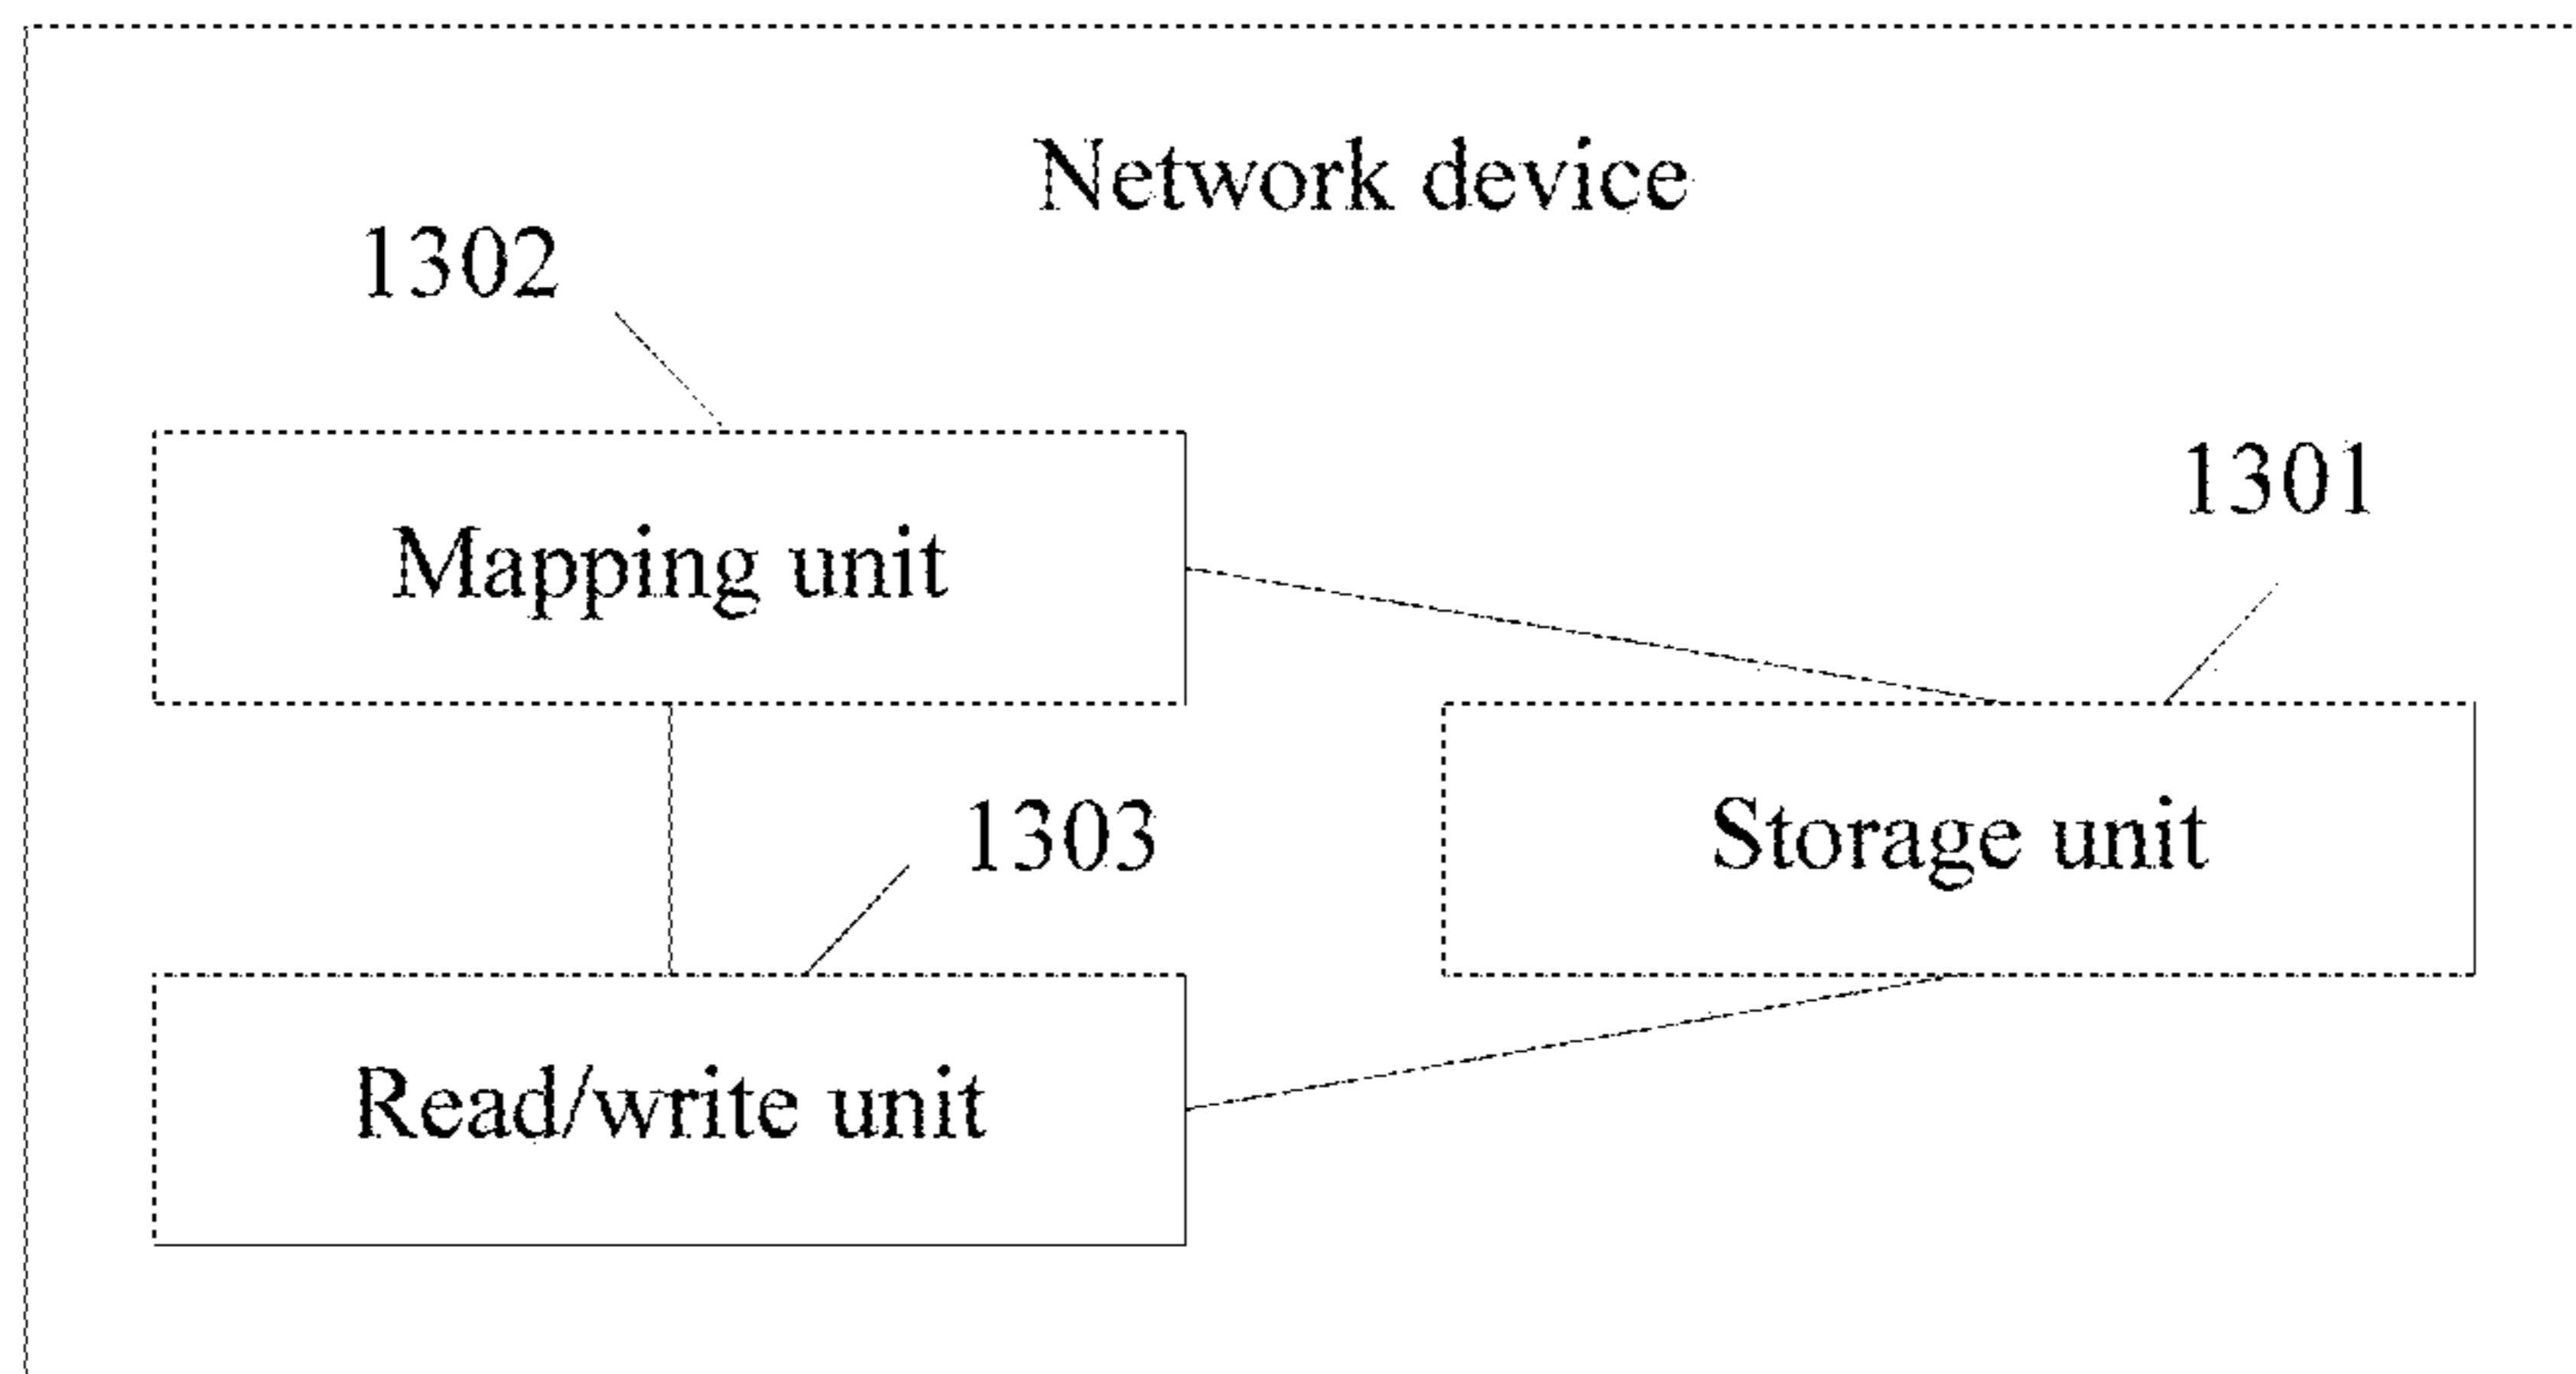 Network device
1302
Mapping unit
1301
1303
Storage unit
Read/write unit